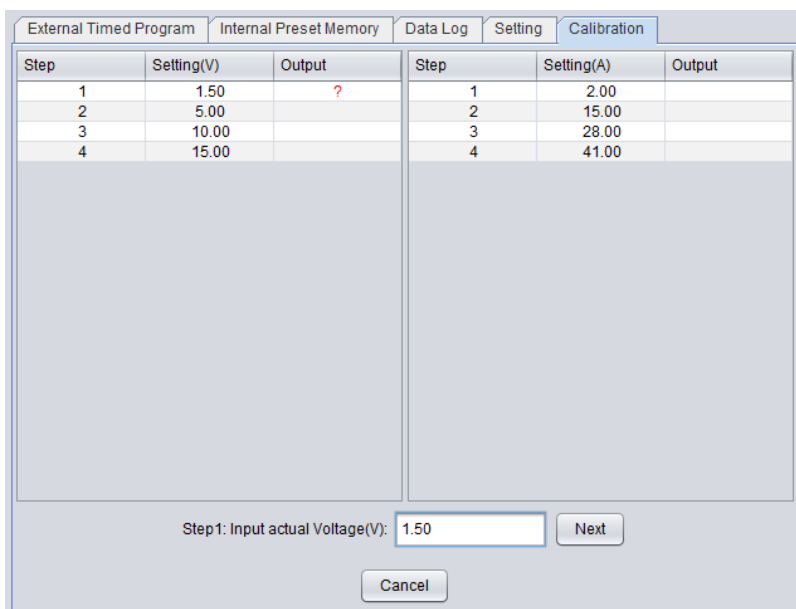 External Timed Program Internal Preset Memory Data Log Setting Calibration
Step Setting(V) Output Step Setting(A) Output
1 1.50 ? 1 2.00
2 5.00 2 15.00
3 10.00 3 28.00
4 15.00 4 41.00
Step1: Input actual Voltage(V): 1.50 Next
Cancel